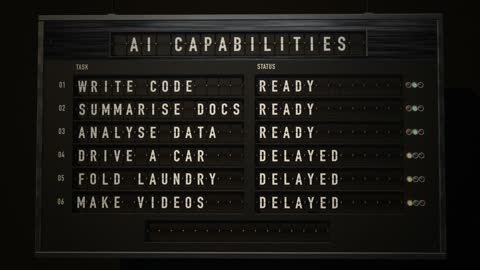 AI CAPABILITIES
TASK STATUS
01 WRITE CODE READY
02 SUMMARISE DOCS READY
03 ANALYSE DATA READY
04 DRIVE A CAR DELAYED
05 FOLD LAUNDRY DELAYED
06 MAKE VIDEOS DELAYED